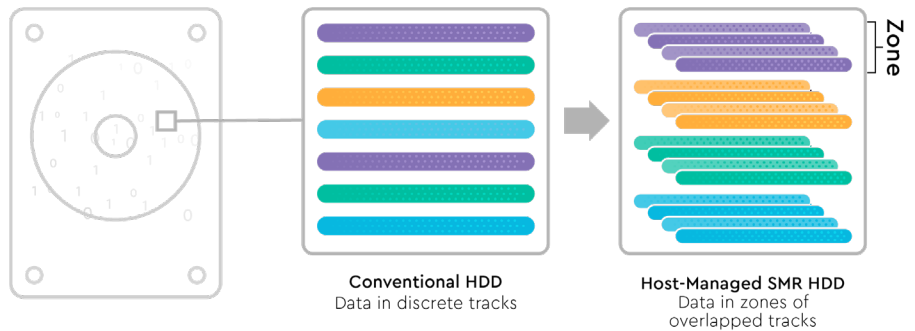 Zone
Conventional HDD
Data in discrete tracks
Host-Managed SMR HDD
Data in zones of
overlapped tracks